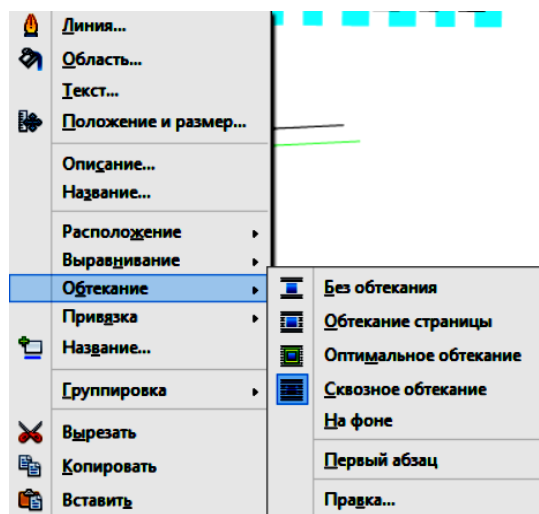 Линия...
Область...
Текст...
Положение и размер...
Описание...
Название...
Расположение
Выравнивание
Обтекание
Привязка
Название...
Группировка
Вырезать
Копировать
Вставить
Без обтекания
Обтекание страницы
Оптимальное обтекание
Сквозное обтекание
На фоне
Первый абзац
Правка...